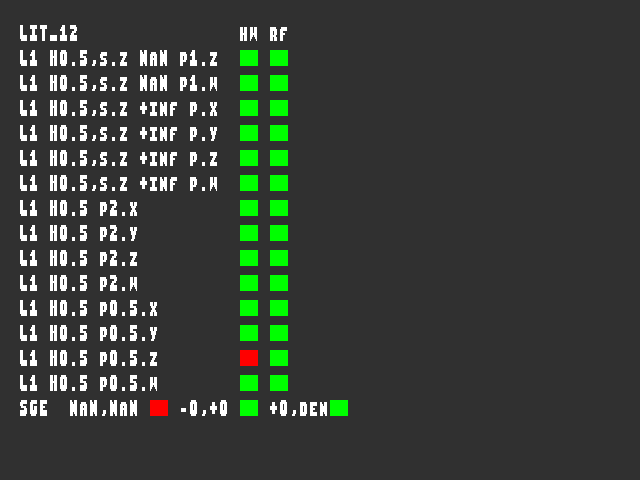 LIT_12 HW RF
L1 H0.5,s.z NaN p1.z
L1 H0.5,s.z NaN p1.w
L1 H0.5,s.z +INF p.x
L1 H0.5,s.z +INF p.y
L1 H0.5,s.z +INF p.z
L1 H0.5,s.z +INF p.w
L1 H0.5 p2.x
L1 H0.5 p2.y
L1 H0.5 p2.z
L1 H0.5 p2.w
L1 H0.5 p0.5.x
L1 H0.5 p0.5.y
L1 H0.5 p0.5.z
L1 H0.5 p0.5.w
SGE NaN,NaN -0,+0 +0,DEN